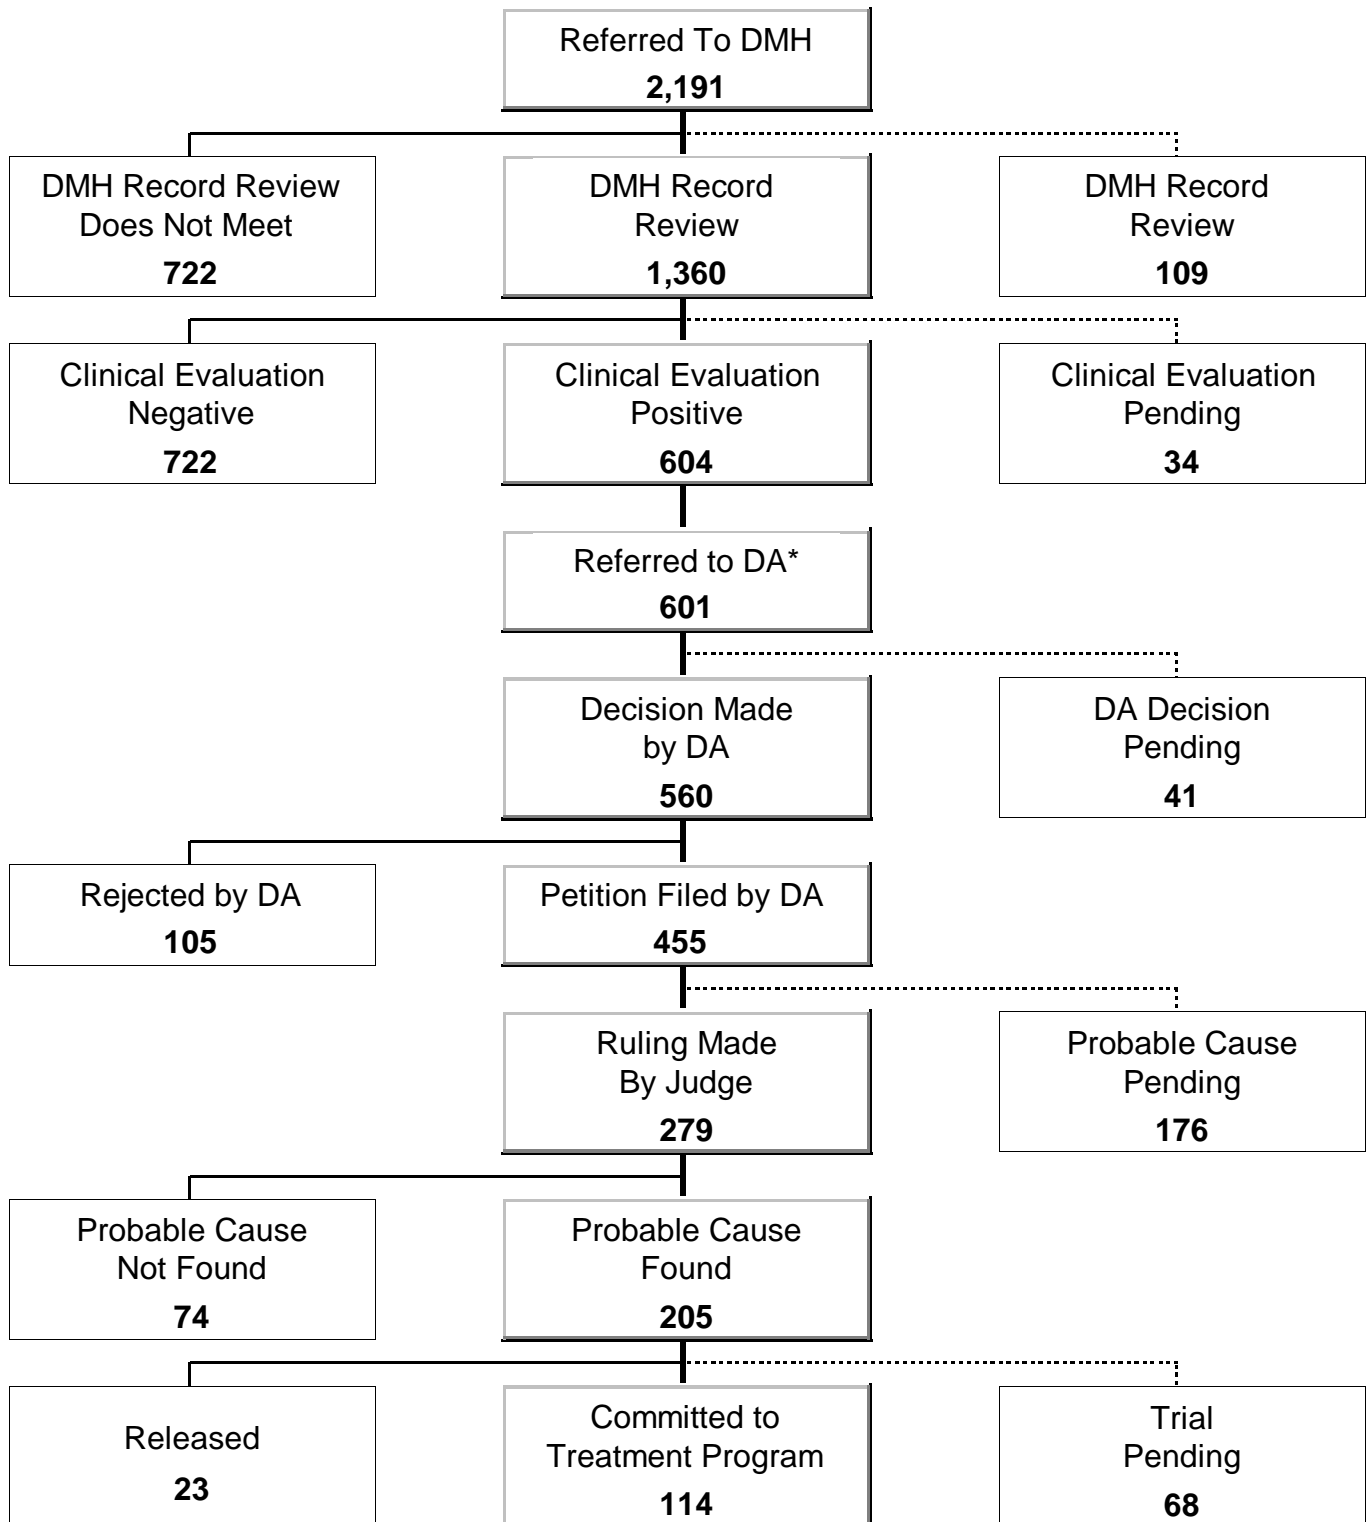 Referred To DMH
2,191
DMH Record Review
Does Not Meet
722
DMH Record
Review
1,360
DMH Record
Review
109
Clinical Evaluation
Negative
722
Clinical Evaluation
Positive
604
Clinical Evaluation
Pending
34
Referred to DA*
601
Decision Made
by DA
560
DA Decision
Pending
41
Rejected by DA
105
Petition Filed by DA
455
Ruling Made
By Judge
279
Probable Cause
Pending
176
Probable Cause
Not Found
74
Probable Cause
Found
205
Released
23
Committed to
Treatment Program
114
Trial
Pending
68